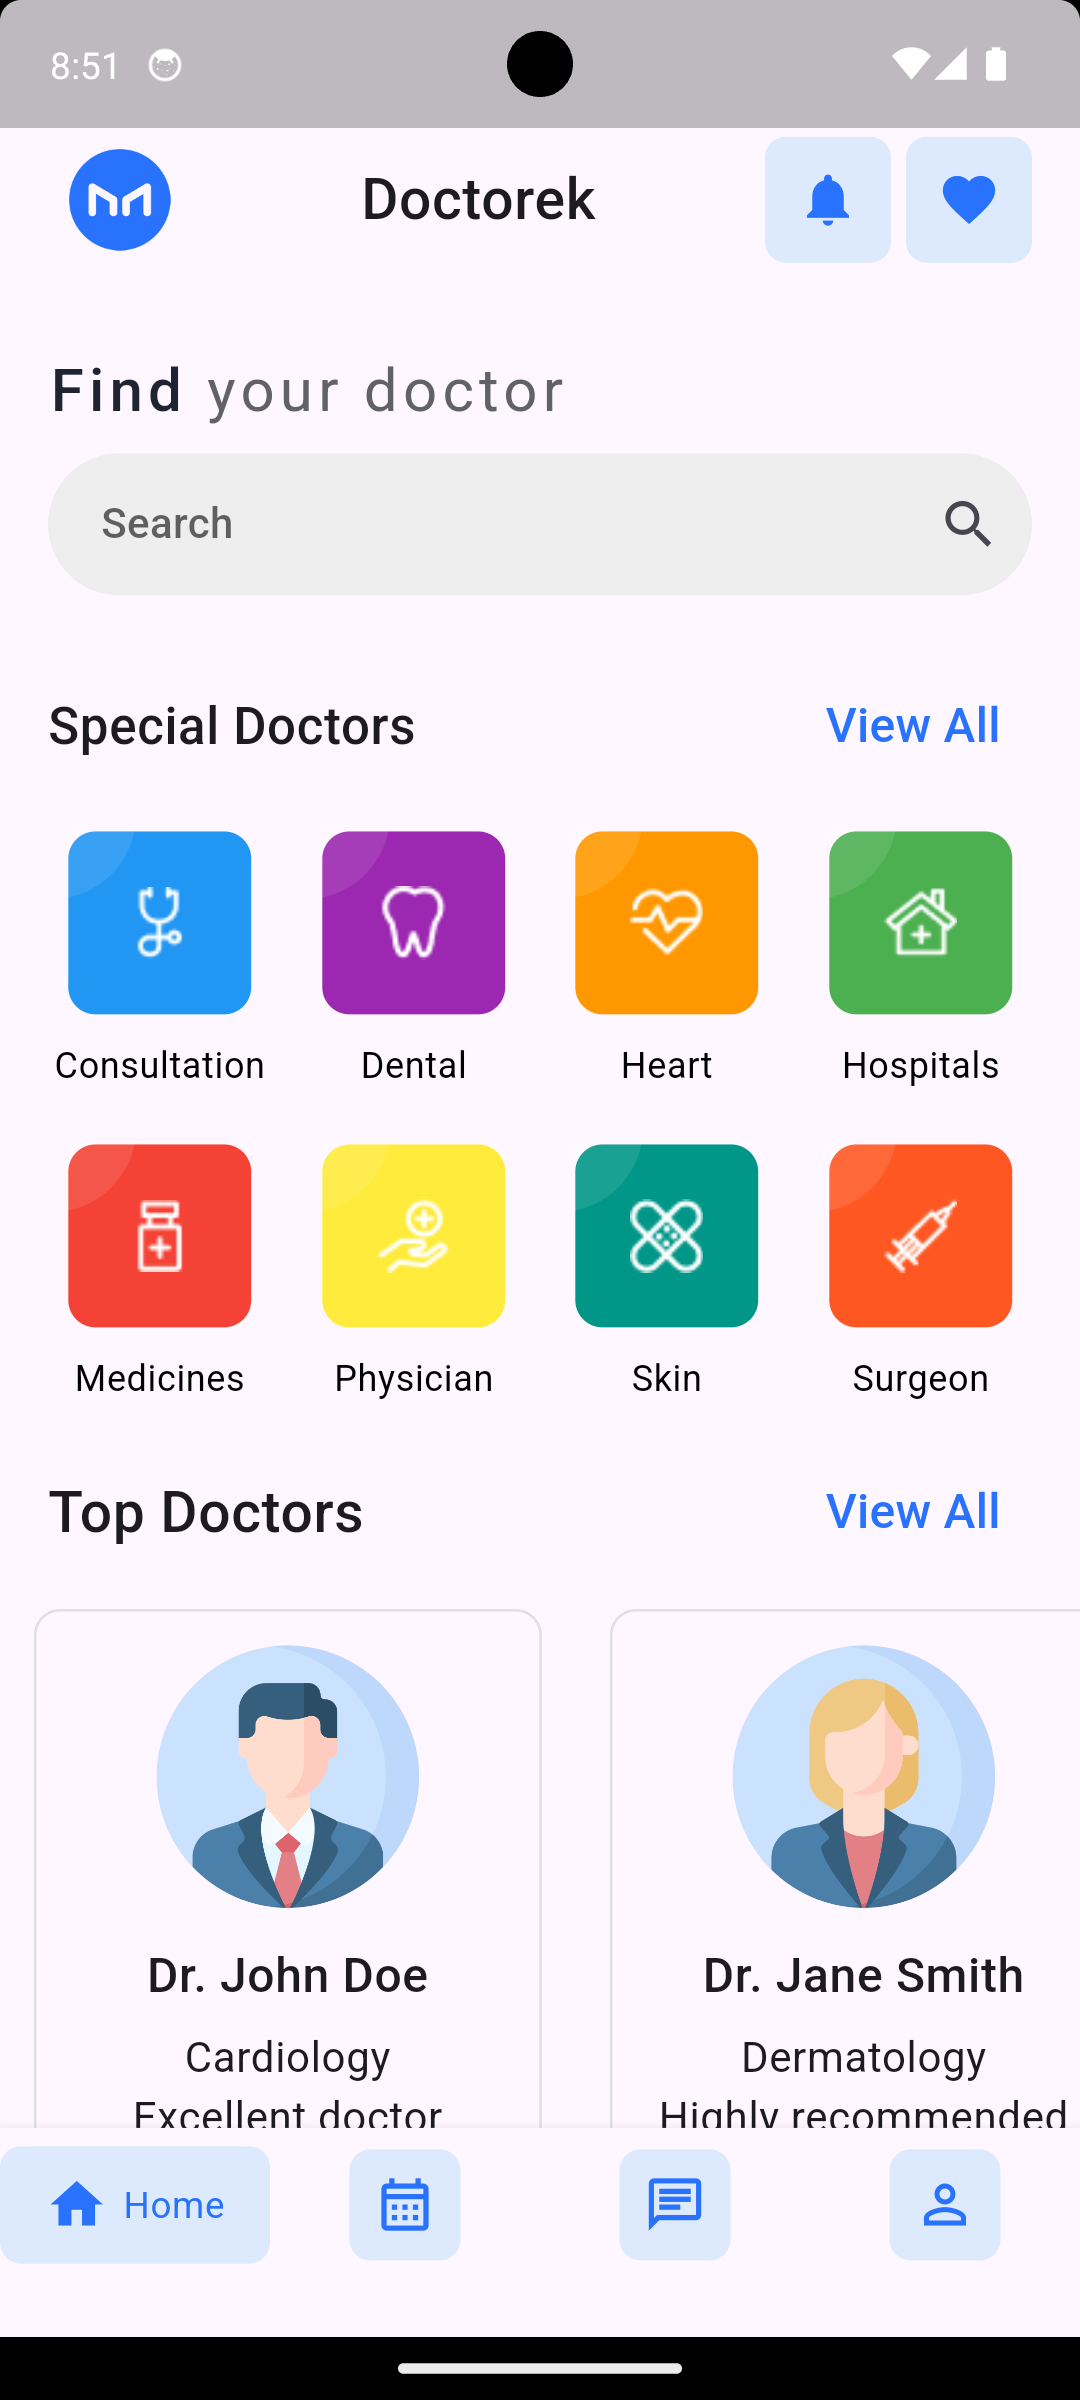 8:51
Doctorek
Find your doctor
Search
Special Doctors
View All
Consultation
Dental
Heart
Hospitals
Medicines
Physician
Skin
Surgeon
Top Doctors
View All
Dr. John Doe
Dr. Jane Smith
Cardiology
Dermatology
Excellent doctor
Highly recommended
Home